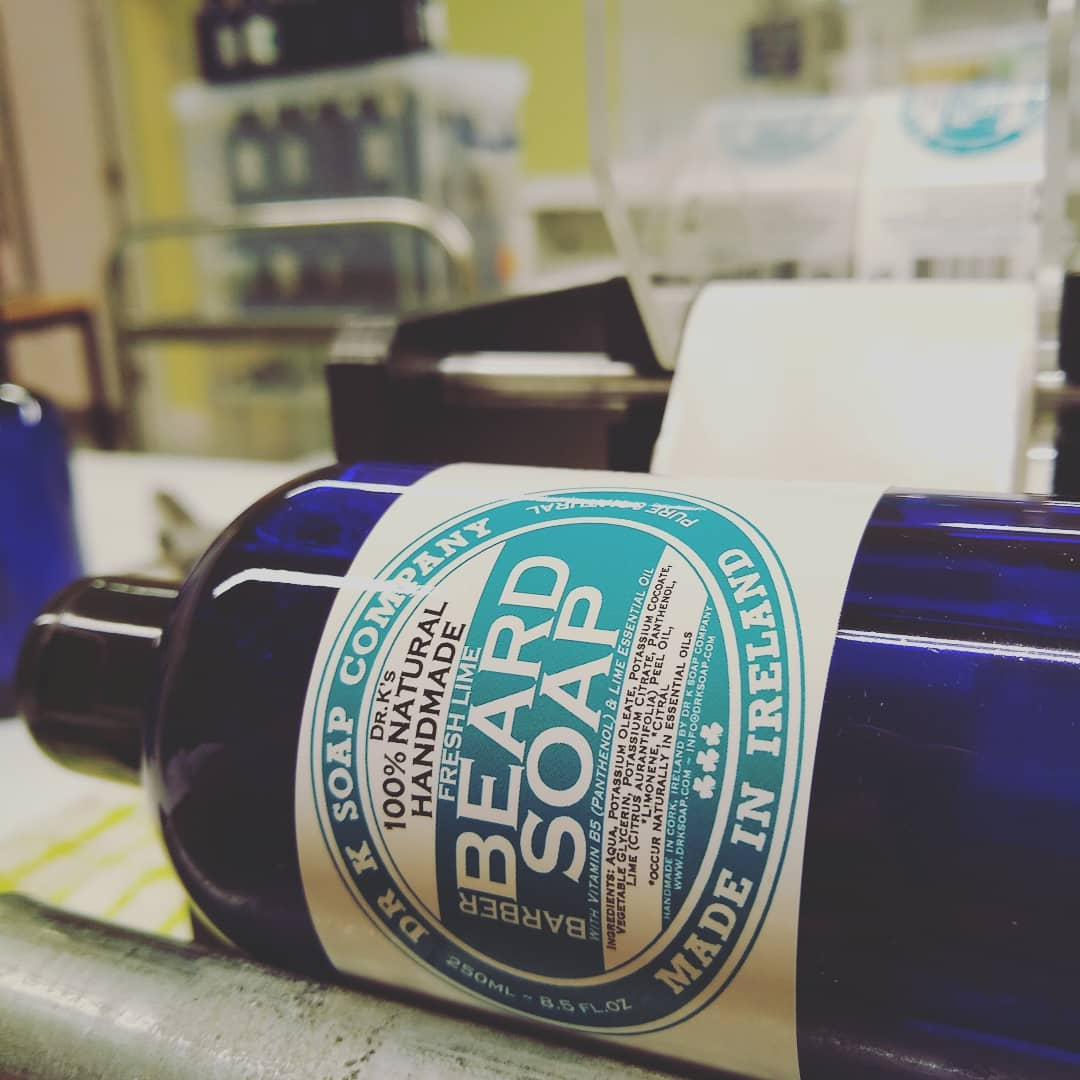 DR K SOAP COMPANY
PURE & NATURAL
DR.K's
100% NATURAL
HANDMADE
FRESH LIME
BEARD
SOAP
BARBER
WITH VITAMIN B5 (PANTHENOL) & LIME ESSENTIAL OIL
INGREDIENTS: AQUA, POTASSIUM OLEATE, POTASSIUM COCOATE,
VEGETABLE GLYCERIN, POTASSIUM CITRATE, PANTHENOL,
LIME (CITRUS AURANTIFOLIA) PEEL OIL,
*LIMONENE, *CITRAL
*OCCUR NATURALLY IN ESSENTIAL OILS
HANDMADE IN CORK, IRELAND BY DR K SOAP COMPANY
WWW.DRKSOAP.COM ~ INFO@DRKSOAP.COM
MADE IN IRELAND
250ML ~ 8.5 FL.OZ